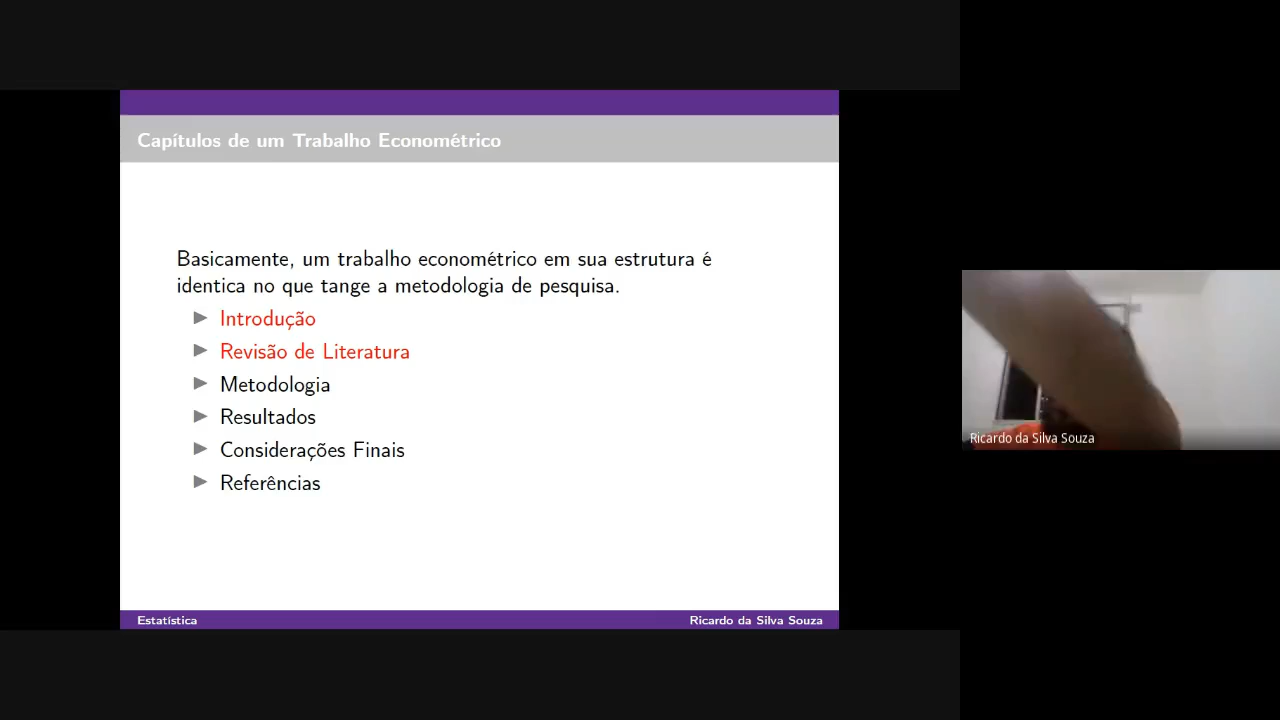 Capítulos de um Trabalho Econométrico
Basicamente, um trabalho econométrico em sua estrutura é
identica no que tange a metodologia de pesquisa.
Introdução
Revisão de Literatura
Metodologia
Resultados
Considerações Finais
Referências
Estatística
Ricardo da Silva Souza
Ricardo da Silva Souza